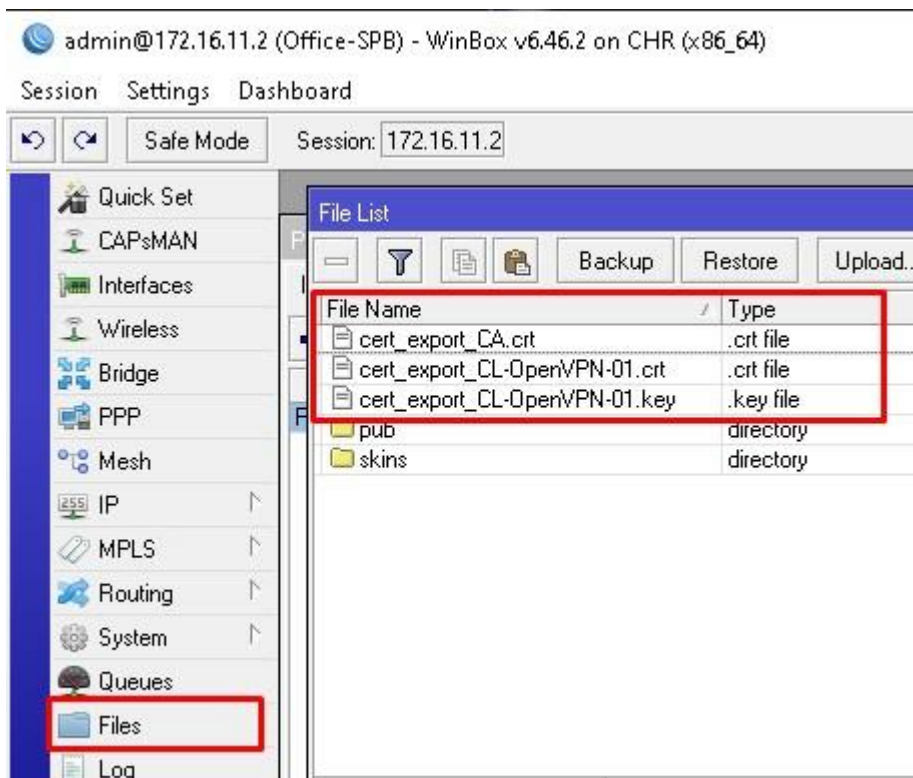 admin@172.16.11.2 (Office-SPB) - WinBox v6.46.2 on CHR (x86_64)
Session Settings Dashboard
Safe Mode Session: 172.16.11.2
Quick Set
CAPsMAN
Interfaces
Wireless
Bridge
PPP
Mesh
255 IP
MPLS
Routing
System
Queues
Files
Log
File List
Backup Restore Upload..
File Name Type
cert_export_CA.crt .crt file
cert_export_CL-OpenVPN-01.crt .crt file
cert_export_CL-OpenVPN-01.key .key file
pub directory
skins directory